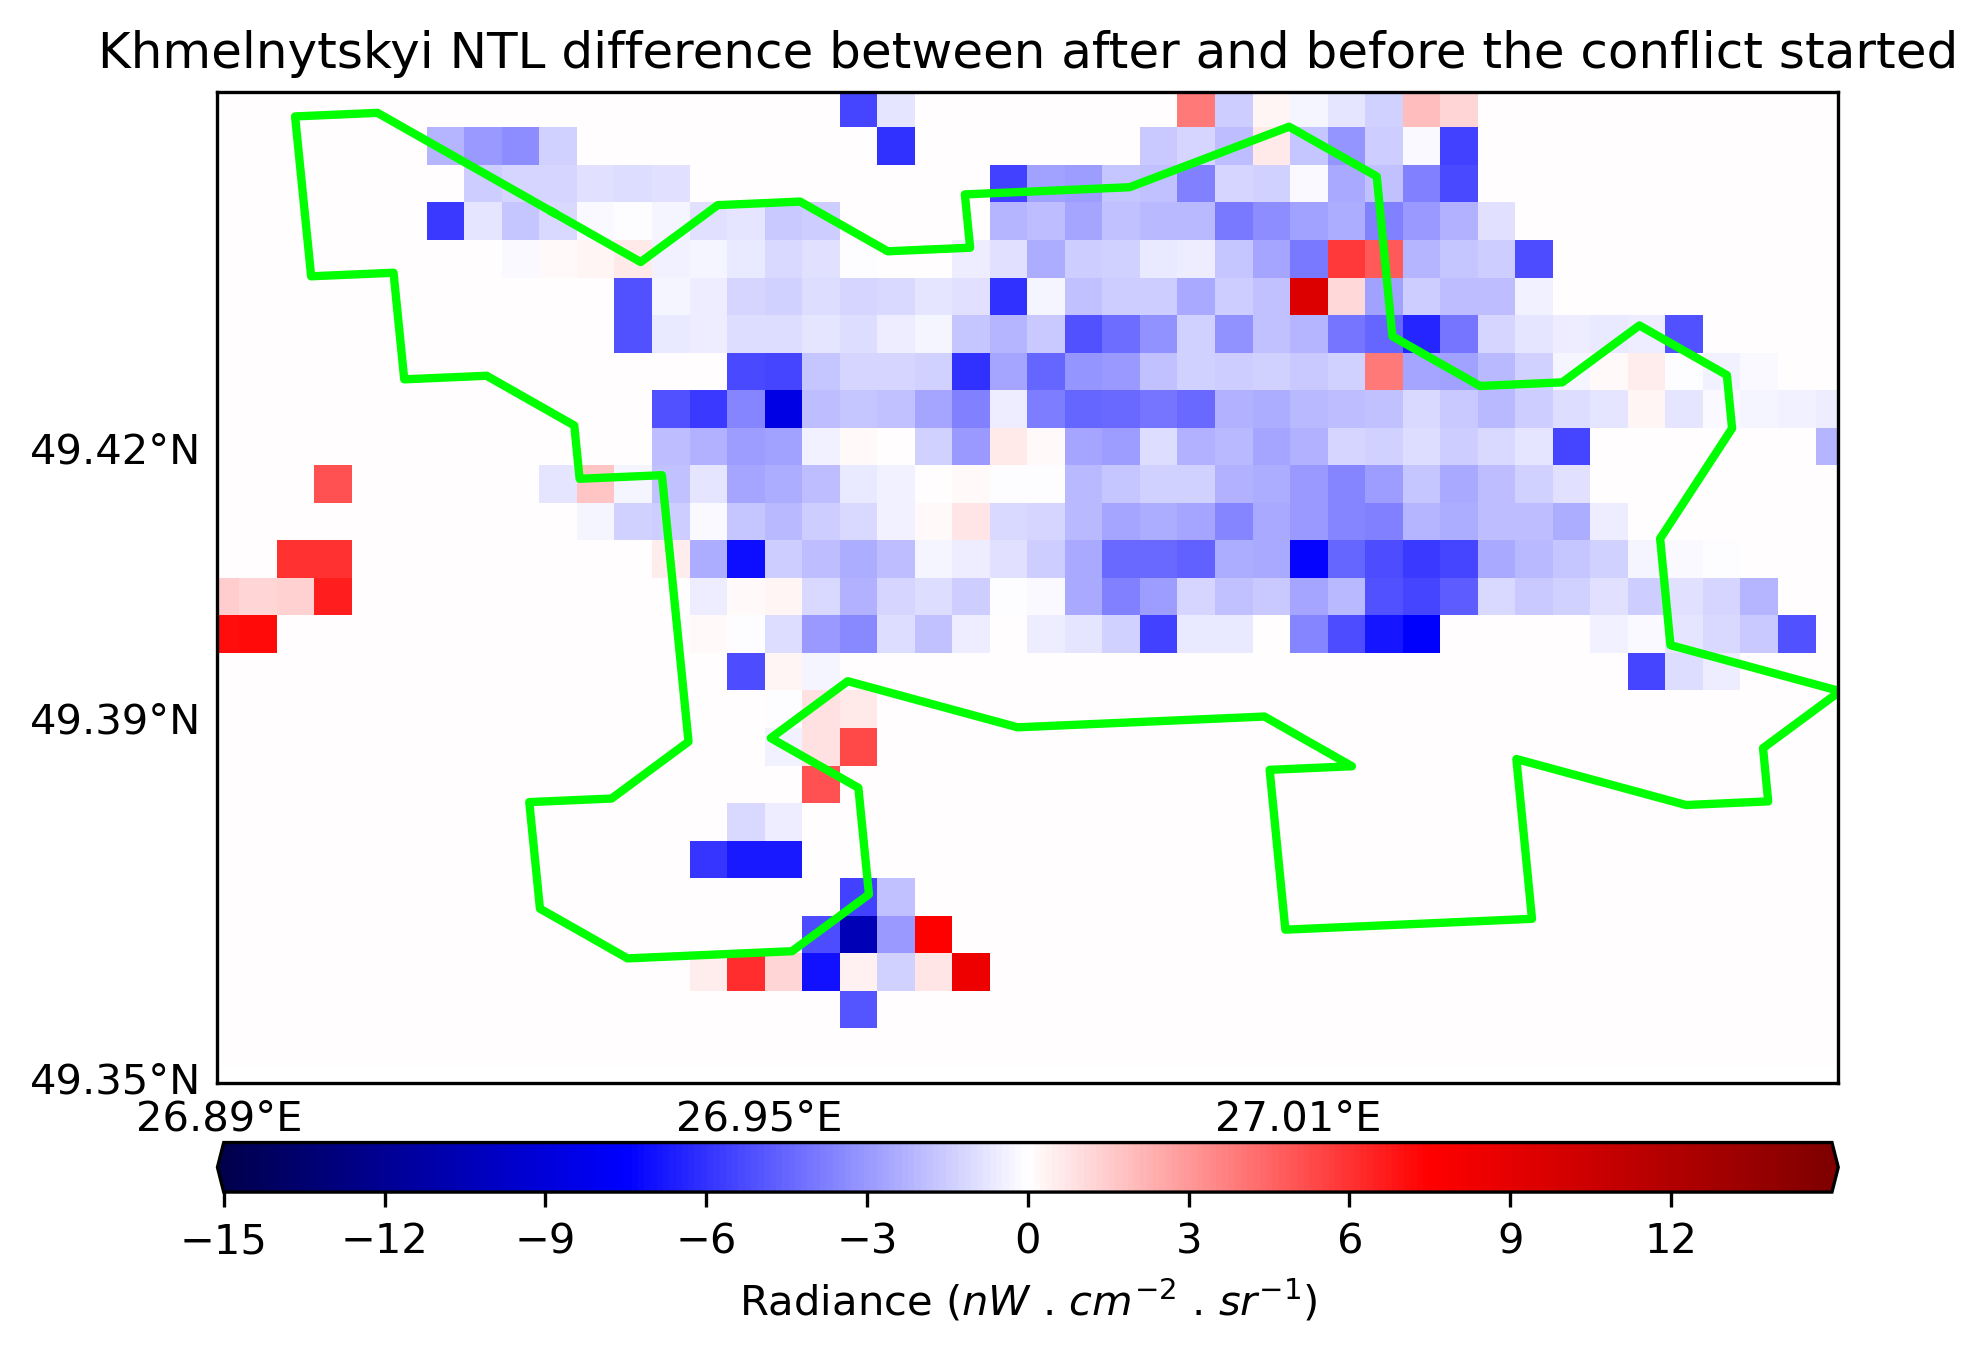 Khmelnytskyi NTL difference between after and before the conflict started
49.42°N
49.39°N
49.35°N
26.89°E 26.95°E 27.01°E
−15 −12 −9 −6 −3 0 3 6 9 12
Radiance (nW . cm⁻² . sr⁻¹)